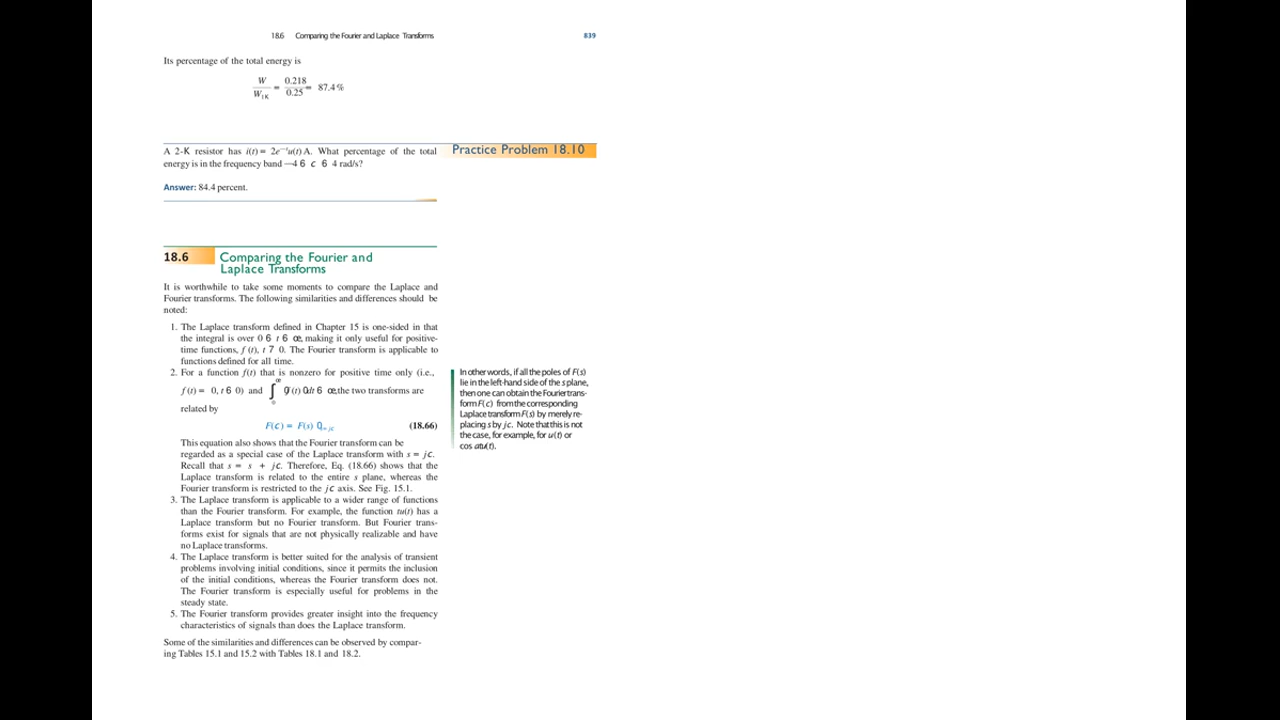 18.6 Comparing the Fourier and Laplace Transforms 839
Its percentage of the total energy is
W / W1K = 0.218 / 0.25 = 87.4%
A 2-K resistor has i(t) = 2e^−t u(t) A. What percentage of the total
energy is in the frequency band —4 6 c 6 4 rad/s?
Practice Problem 18.10
Answer: 84.4 percent.
18.6 Comparing the Fourier and
Laplace Transforms
It is worthwhile to take some moments to compare the Laplace and
Fourier transforms. The following similarities and differences should be
noted:
1. The Laplace transform defined in Chapter 15 is one-sided in that
the integral is over 0 6 t 6 œ, making it only useful for positive-
time functions, f (t), t 7 0. The Fourier transform is applicable to
functions defined for all time.
2. For a function f(t) that is nonzero for positive time only (i.e.,
f (t) = 0, t 6 0) and ∫ 0 œ 0f (t) 0dt 6 œ, the two transforms are
related by
F(c) = F(s) 0s=jc (18.66)
This equation also shows that the Fourier transform can be
regarded as a special case of the Laplace transform with s = jc.
Recall that s = s + jc. Therefore, Eq. (18.66) shows that the
Laplace transform is related to the entire s plane, whereas the
Fourier transform is restricted to the jc axis. See Fig. 15.1.
3. The Laplace transform is applicable to a wider range of functions
than the Fourier transform. For example, the function tu(t) has a
Laplace transform but no Fourier transform. But Fourier trans-
forms exist for signals that are not physically realizable and have
no Laplace transforms.
4. The Laplace transform is better suited for the analysis of transient
problems involving initial conditions, since it permits the inclusion
of the initial conditions, whereas the Fourier transform does not.
The Fourier transform is especially useful for problems in the
steady state.
5. The Fourier transform provides greater insight into the frequency
characteristics of signals than does the Laplace transform.
Some of the similarities and differences can be observed by compar-
ing Tables 15.1 and 15.2 with Tables 18.1 and 18.2.
In other words, if all the poles of F(s)
lie in the left-hand side of the s plane,
then one can obtain the Fourier trans-
form F(c) from the corresponding
Laplace transform F(s) by merely re-
placing s by jc. Note that this is not
the case, for example, for u(t) or
cos atu(t).